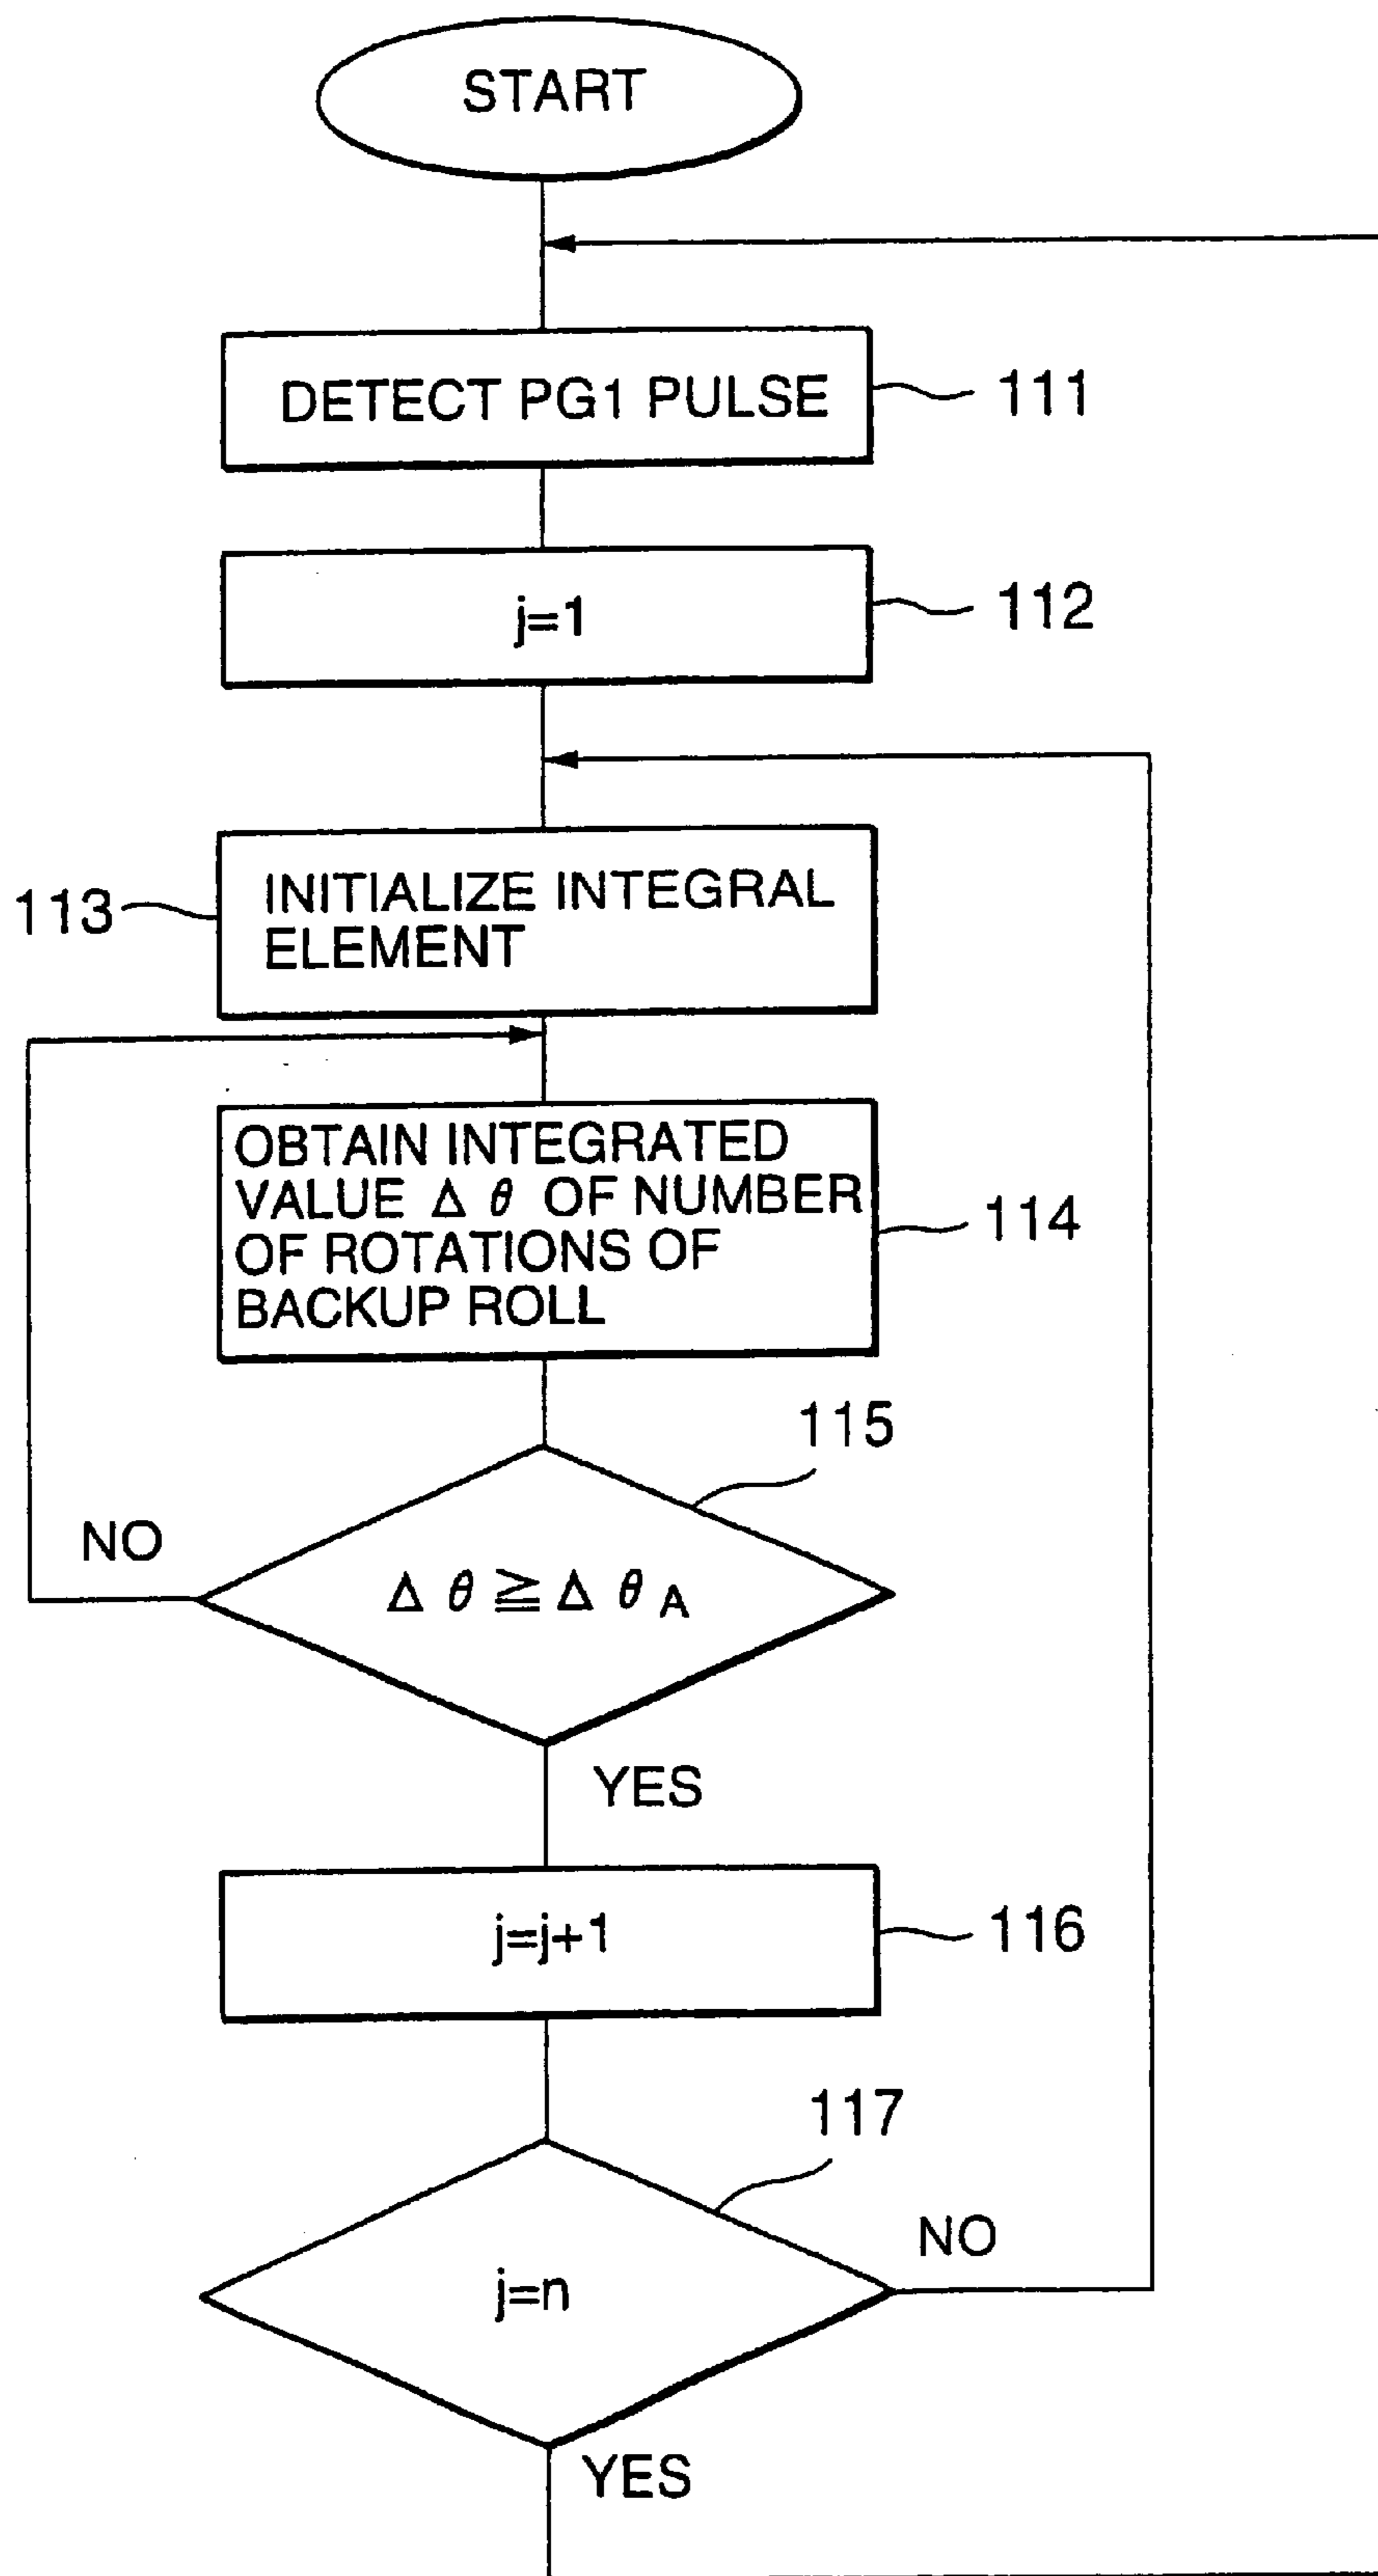 START
DETECT PG1 PULSE
111
j=1
112
113
INITIALIZE INTEGRAL
ELEMENT
OBTAIN INTEGRATED
VALUE Δ θ OF NUMBER
OF ROTATIONS OF
BACKUP ROLL
114
115
NO
Δ θ ≧ Δ θ A
YES
j=j+1
116
117
NO
j=n
YES